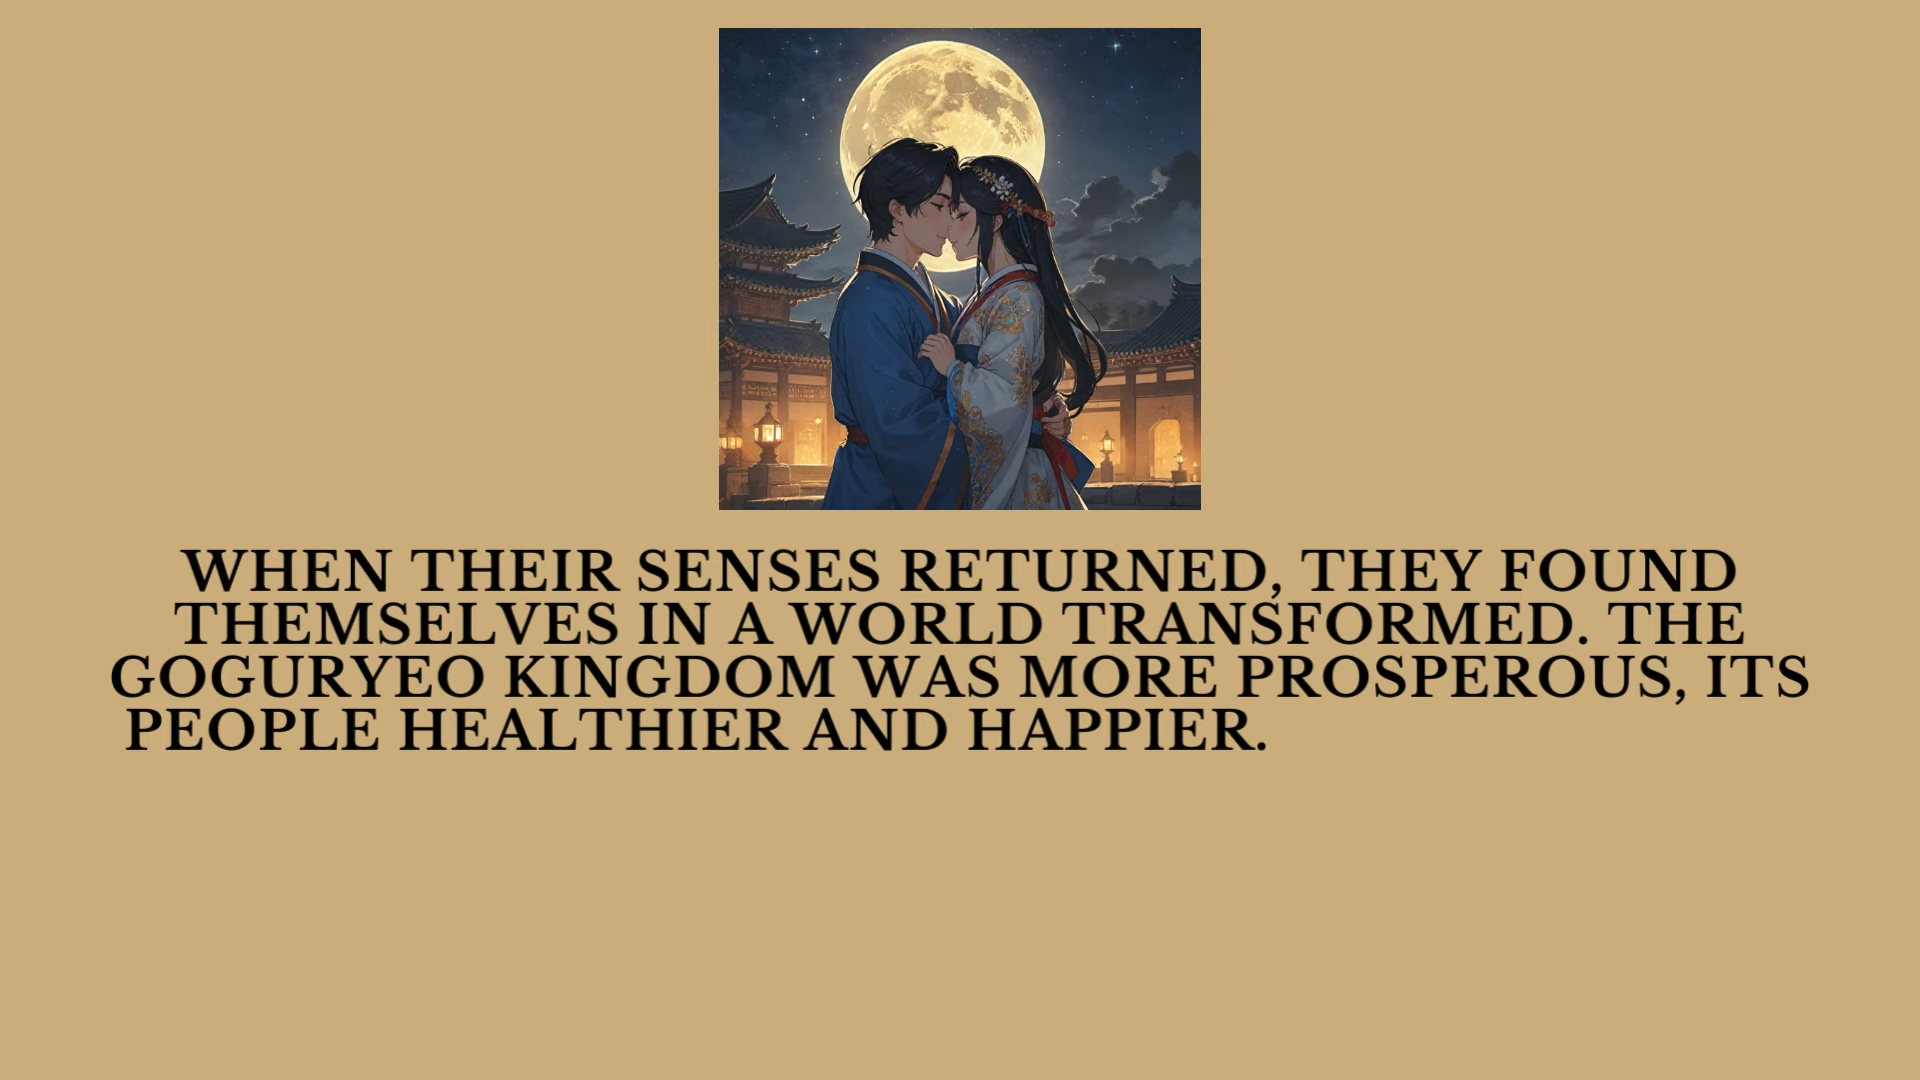 WHEN THEIR SENSES RETURNED, THEY FOUND
THEMSELVES IN A WORLD TRANSFORMED. THE
GOGURYEO KINGDOM WAS MORE PROSPEROUS, ITS
PEOPLE HEALTHIER AND HAPPIER.